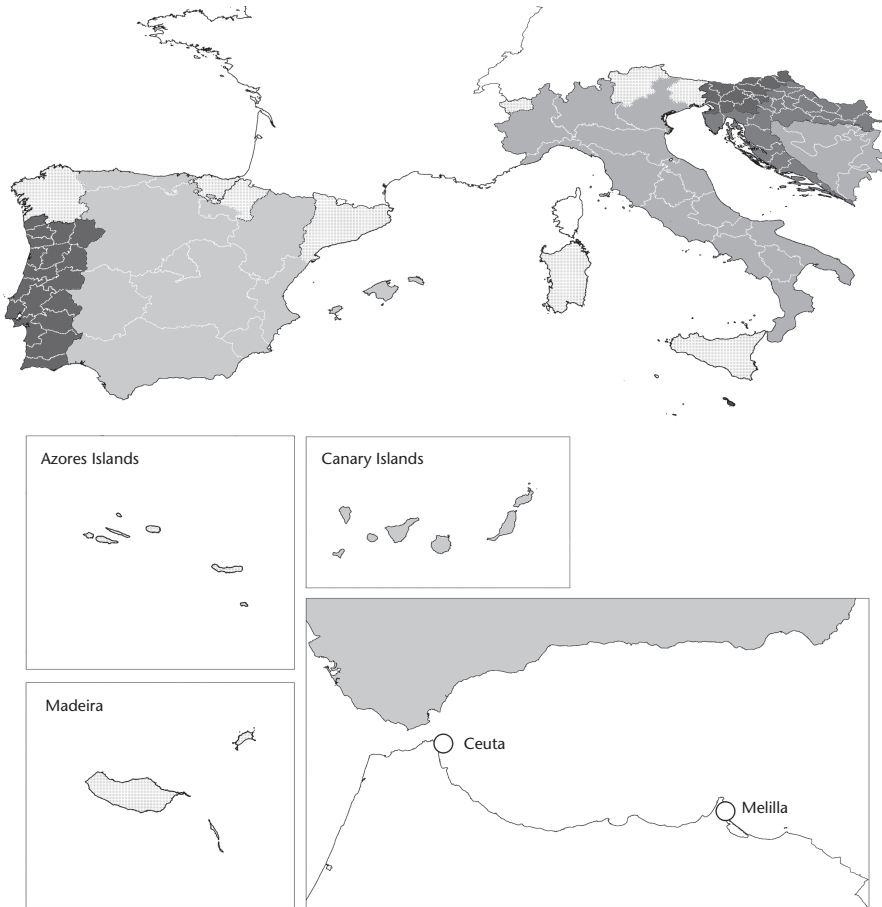 Azores Islands
Canary Islands
Madeira
Ceuta
Melilla